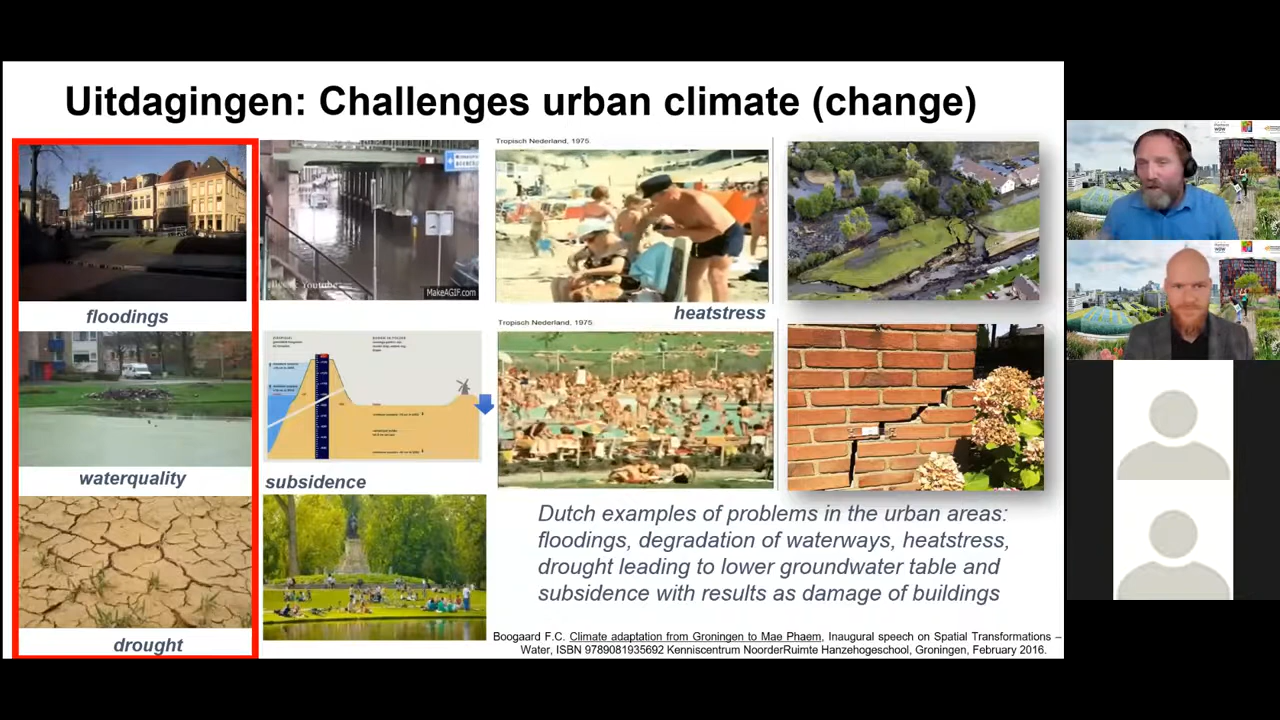 Uitdagingen: Challenges urban climate (change)
Tropisch Nederland, 1975.
MakeAGIF.com
floodings
heatstress
Tropisch Nederland, 1975.
waterquality
subsidence
drought
Dutch examples of problems in the urban areas:
floodings, degradation of waterways, heatstress,
drought leading to lower groundwater table and
subsidence with results as damage of buildings
Boogaard F.C. Climate adaptation from Groningen to Mae Phaem, Inaugural speech on Spatial Transformations –
Water, ISBN 9789081935692 Kenniscentrum NoorderRuimte Hanzehogeschool, Groningen, February 2016.